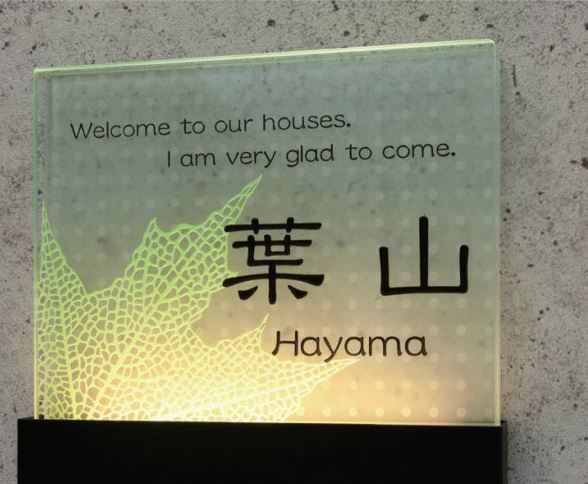 Welcome to our houses.
I am very glad to come.
葉 山
Hayama